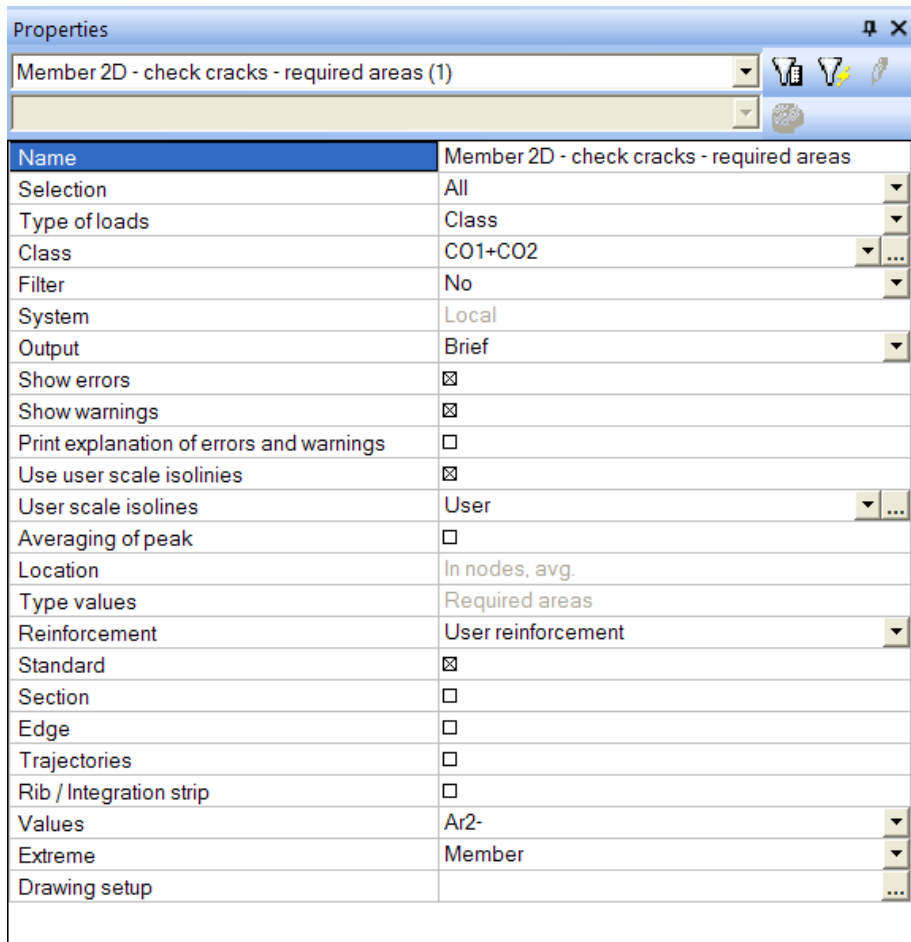 Properties
Member 2D - check cracks - required areas (1)
Name Member 2D - check cracks - required areas
Selection All
Type of loads Class
Class CO1+CO2 ...
Filter No
System Local
Output Brief
Show errors
Show warnings
Print explanation of errors and warnings
Use user scale isolinies
User scale isolines User ...
Averaging of peak
Location In nodes, avg.
Type values Required areas
Reinforcement User reinforcement
Standard
Section
Edge
Trajectories
Rib / Integration strip
Values Ar2-
Extreme Member
Drawing setup ...